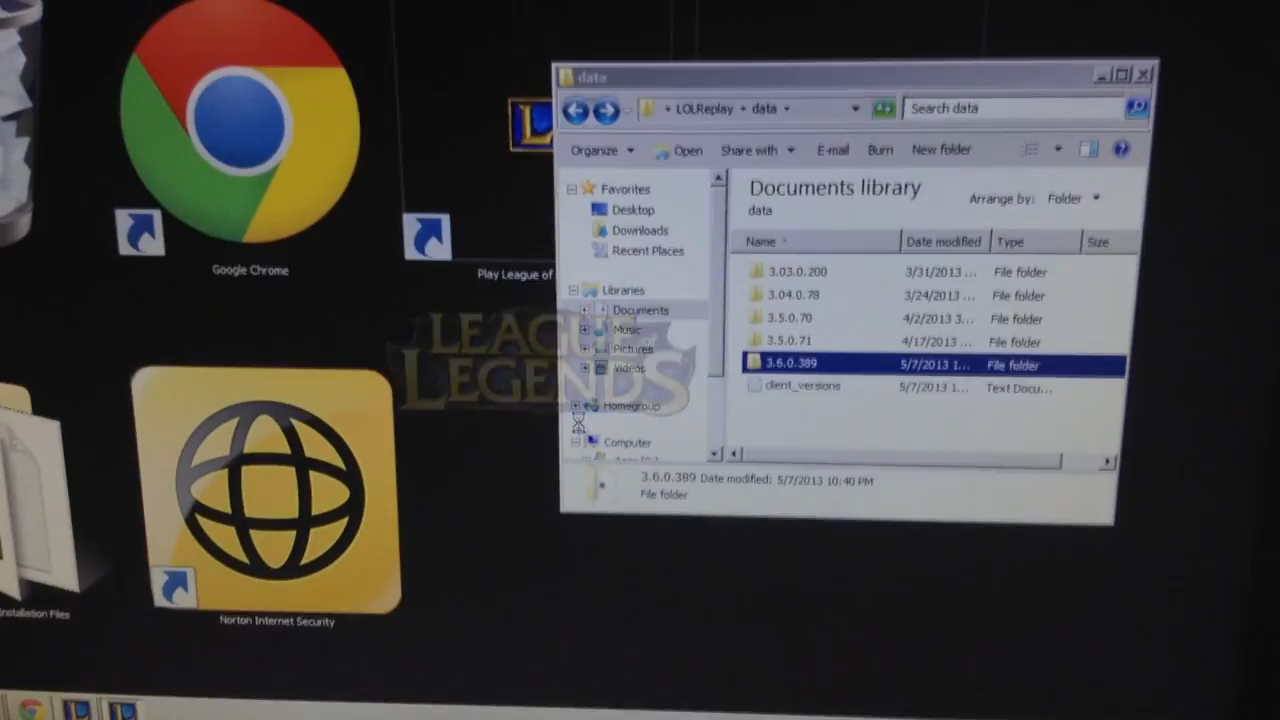 data
LOLReplay data
Search data
Organize Open Share with E-mail Burn New folder
Favorites
Desktop
Downloads
Recent Places
Libraries
Documents
Music
Pictures
Videos
Homegroup
Computer
Documents library
data
Arrange by: Folder
Name Date modified Type Size
3.03.0.200 3/31/2013 ... File folder
3.04.0.78 3/24/2013 ... File folder
3.5.0.70 4/2/2013 3... File folder
3.5.0.71 4/17/2013 ... File folder
3.6.0.389 5/7/2013 1... File folder
client_versions 5/7/2013 1... Text Docu...
3.6.0.389 Date modified: 5/7/2013 10:40 PM
File folder
Google Chrome
Play League of
LEAGUE OF
LEGENDS
Installation Files
Norton Internet Security